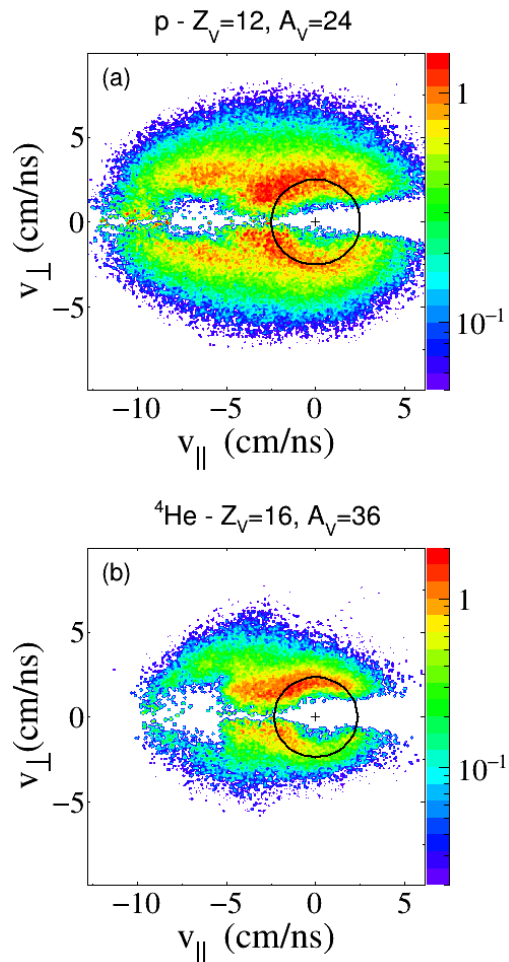 p - Z_V=12, A_V=24
(a)
1
10⁻¹
5
0
−5
v_⊥ (cm/ns)
−10 −5 0 5
v_|| (cm/ns)
⁴He - Z_V=16, A_V=36
(b)
1
10⁻¹
5
0
−5
v_⊥(cm/ns)
−10 −5 0 5
v_|| (cm/ns)